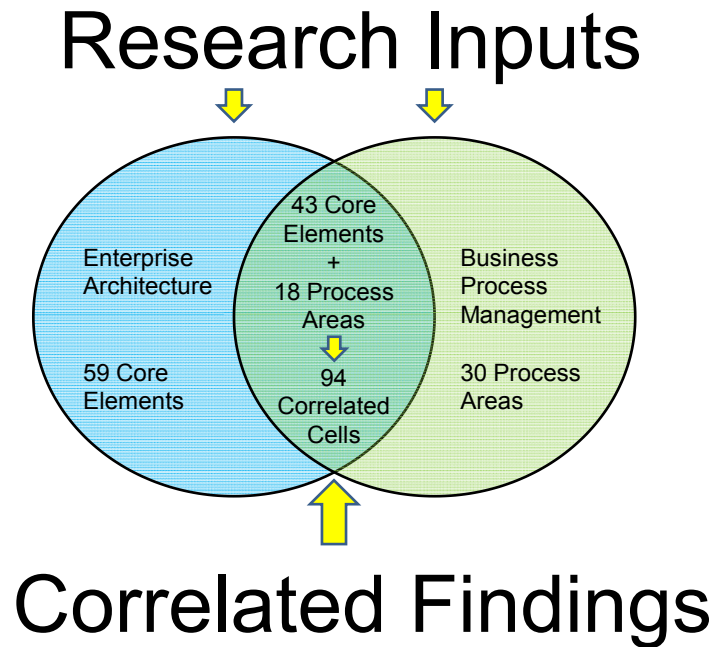 Research Inputs
Enterprise
Architecture
59 Core
Elements
43 Core
Elements
+
18 Process
Areas
94
Correlated
Cells
Business
Process
Management
30 Process
Areas
Correlated Findings